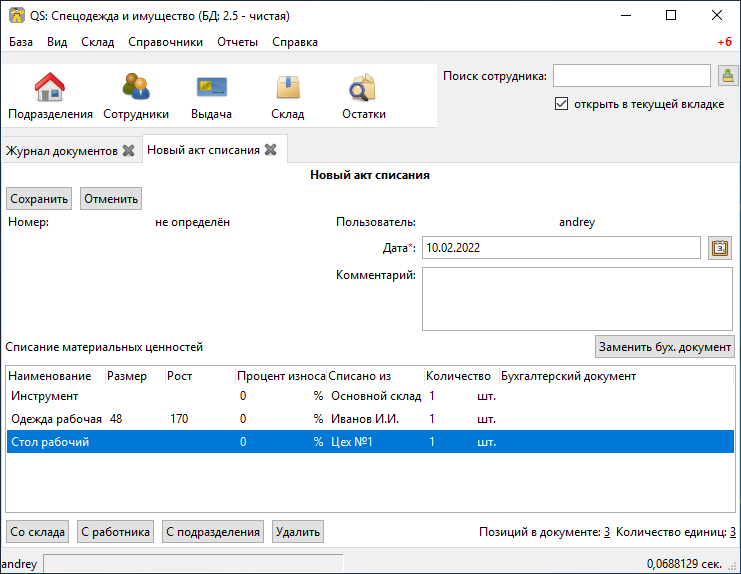 QS: Спецодежда и имущество (БД: 2.5 - чистая)
База Вид Склад Справочники Отчеты Справка +6
Подразделения Сотрудники Выдача Склад Остатки
Поиск сотрудника:
открыть в текущей вкладке
Журнал документов Новый акт списания
Новый акт списания
Сохранить Отменить
Номер: не определён Пользователь: andrey
Дата*: 10.02.2022
Комментарий:
Списание материальных ценностей Заменить бух. документ
Наименование Размер Рост Процент износа Списано из Количество Бухгалтерский документ
Инструмент 0 % Основной склад 1 шт.
Одежда рабочая 48 170 0 % Иванов И.И. 1 шт.
Стол рабочий 0 % Цех №1 1 шт.
Со склада С работника С подразделения Удалить Позиций в документе: 3 Количество единиц: 3
andrey 0,0688129 сек.